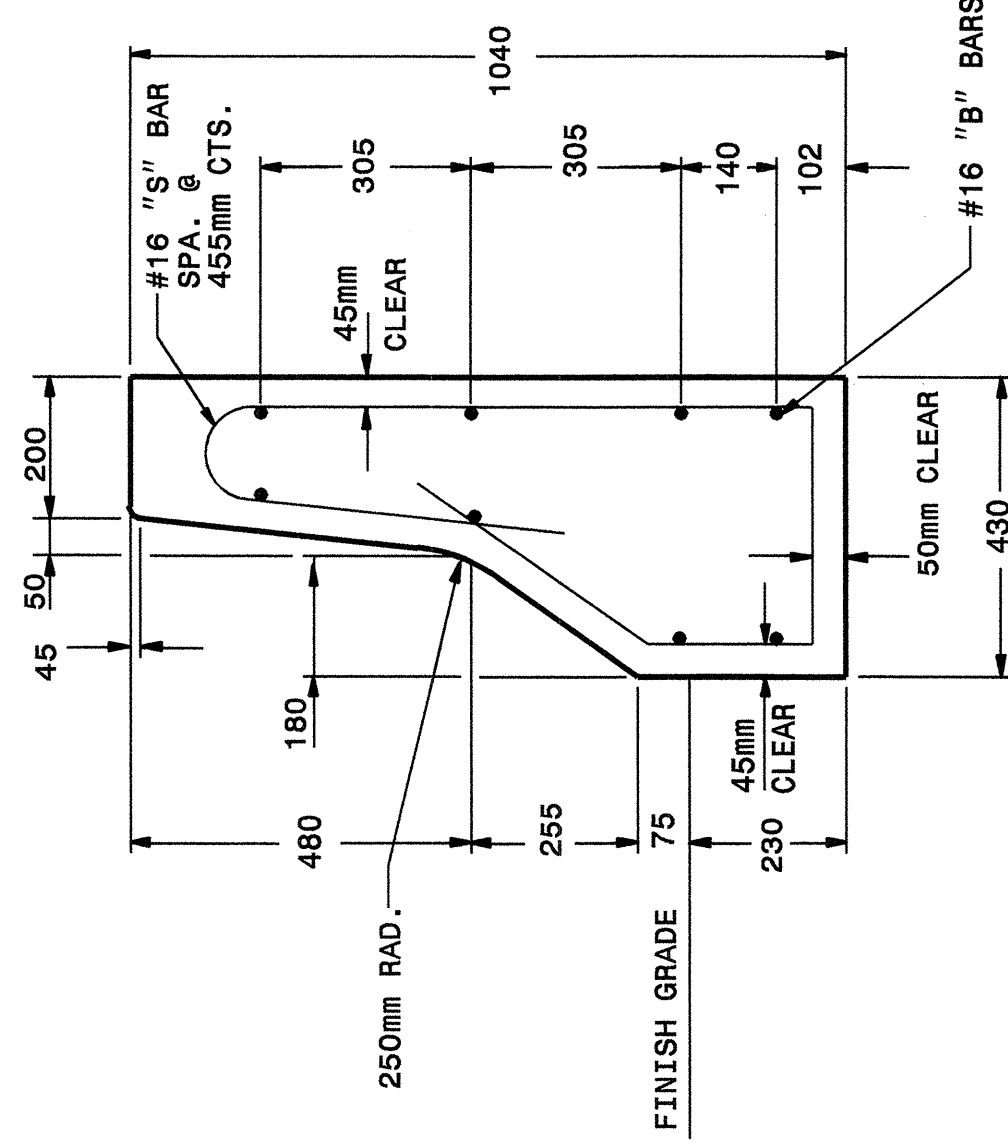 1040
#16 "S" BAR
SPA. @
455mm CTS.
305
305
140
102
#16 "B" BARS
45mm
CLEAR
200
50
45
180
50mm CLEAR
430
480
255
75
230
45mm
CLEAR
250mm RAD.
FINISH GRADE